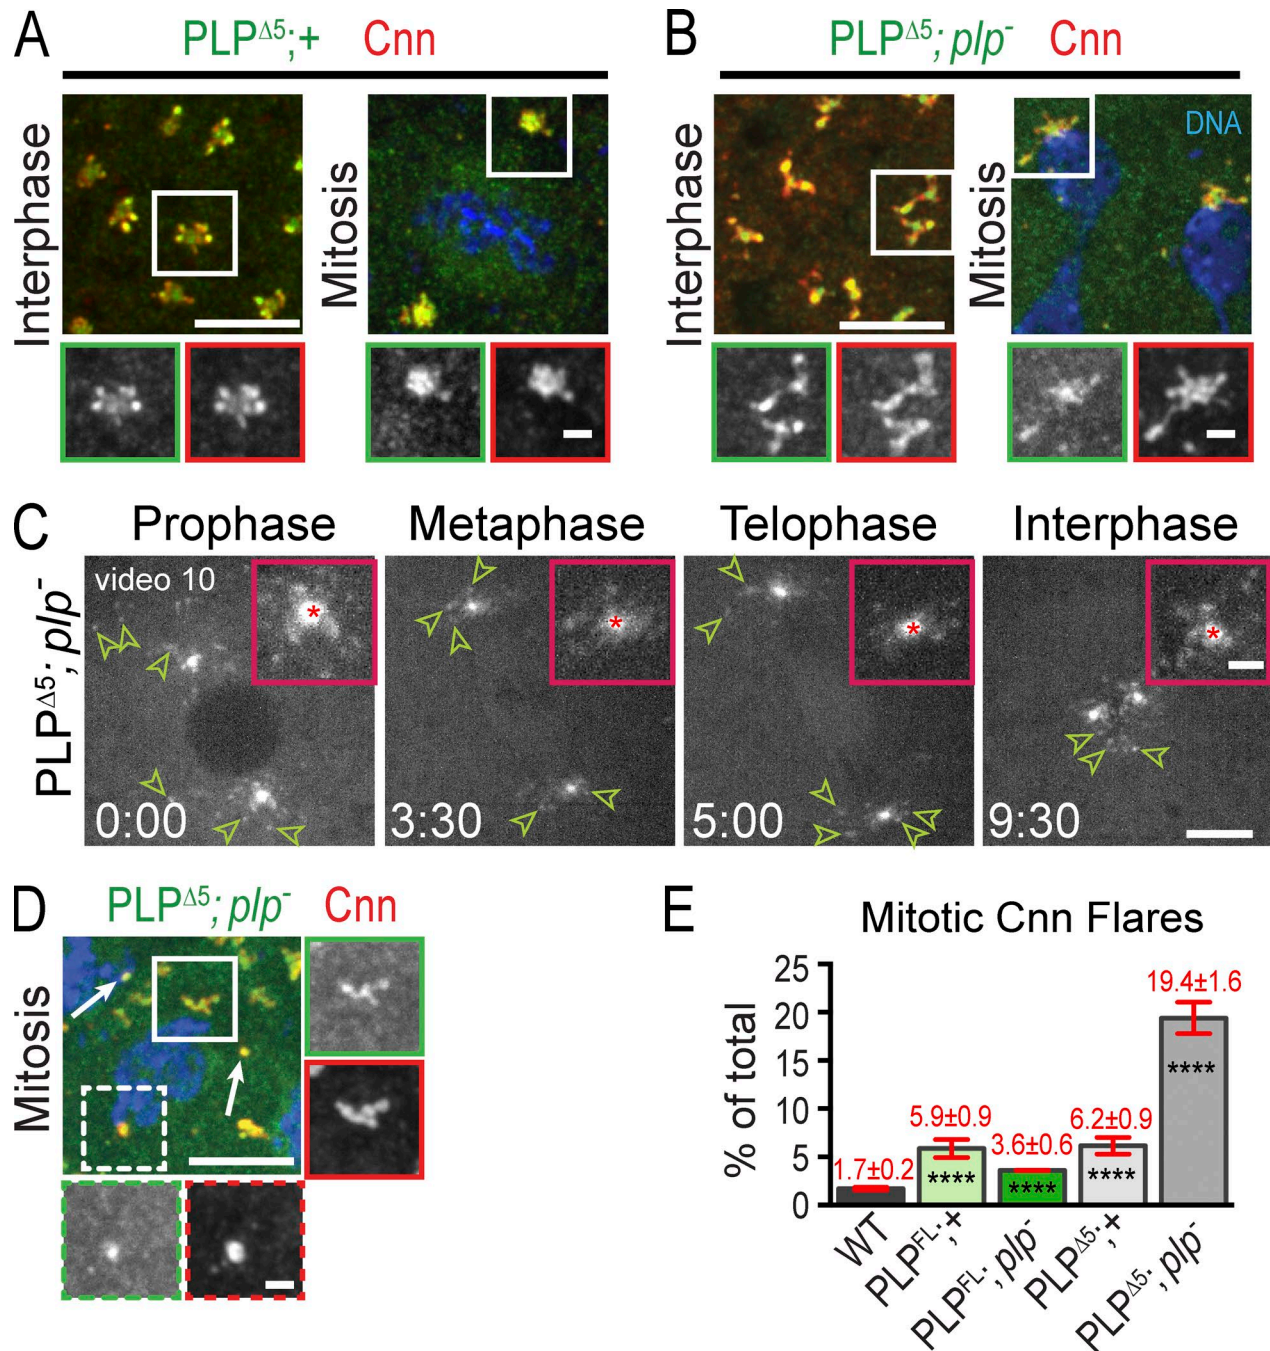 A
PLPΔ5;+ Cnn
Interphase
Mitosis
B
PLPΔ5; plp- Cnn
Interphase
Mitosis
DNA
C
Prophase Metaphase Telophase Interphase
PLPΔ5; plp-
video 10
* * * *
0:00 3:30 5:00 9:30
D
PLPΔ5; plp- Cnn
Mitosis
E
Mitotic Cnn Flares
% of total
25
20
15
10
5
0
1.7±0.2
5.9±0.9
3.6±0.6
6.2±0.9
19.4±1.6
****
****
****
****
WT
PLPFL;+
PLPFL; plp-
PLPΔ5;+
PLPΔ5; plp-